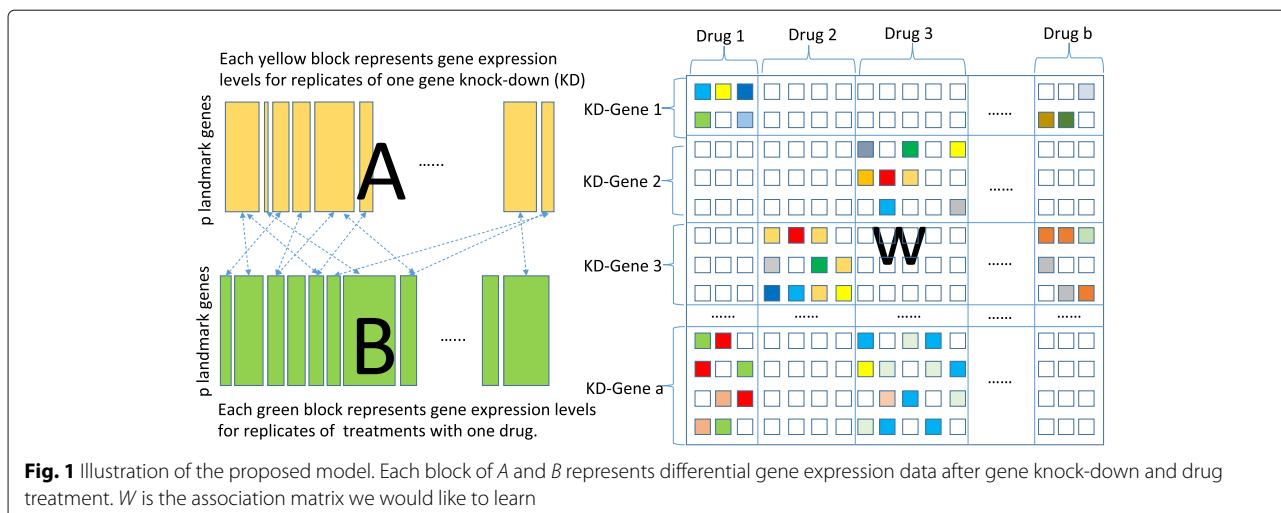 Each yellow block represents gene expression
levels for replicates of one gene knock-down (KD)
p landmark genes
A
......
p landmark genes
B
......
Each green block represents gene expression levels
for replicates of treatments with one drug.
Drug 1
Drug 2
Drug 3
Drug b
KD-Gene 1
......
KD-Gene 2
......
KD-Gene 3
W
......
......
......
......
......
KD-Gene a
......
Fig. 1 Illustration of the proposed model. Each block of A and B represents differential gene expression data after gene knock-down and drug
treatment. W is the association matrix we would like to learn